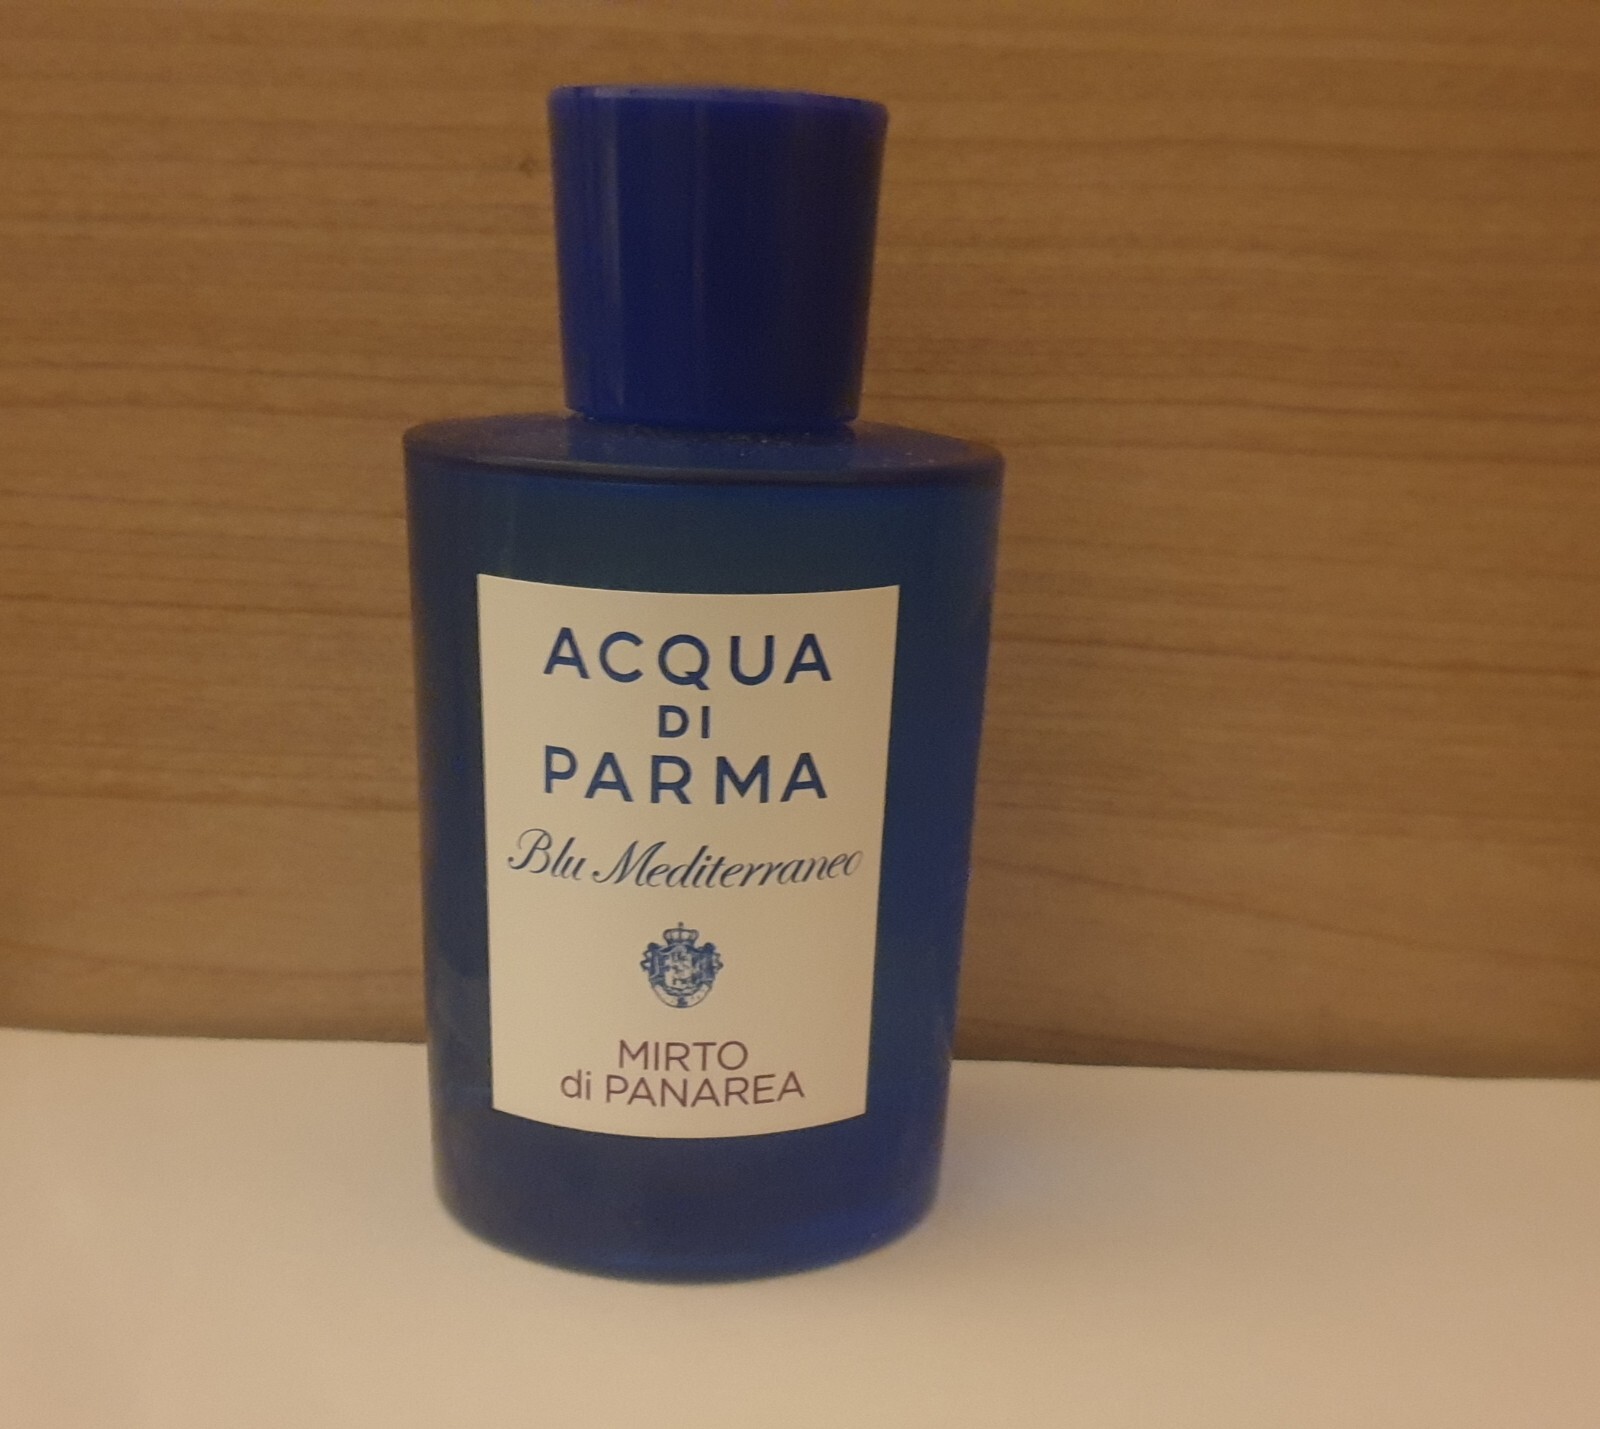 ACQUA
DI
PARMA
Blu Mediterraneo
MIRTO
di PANAREA